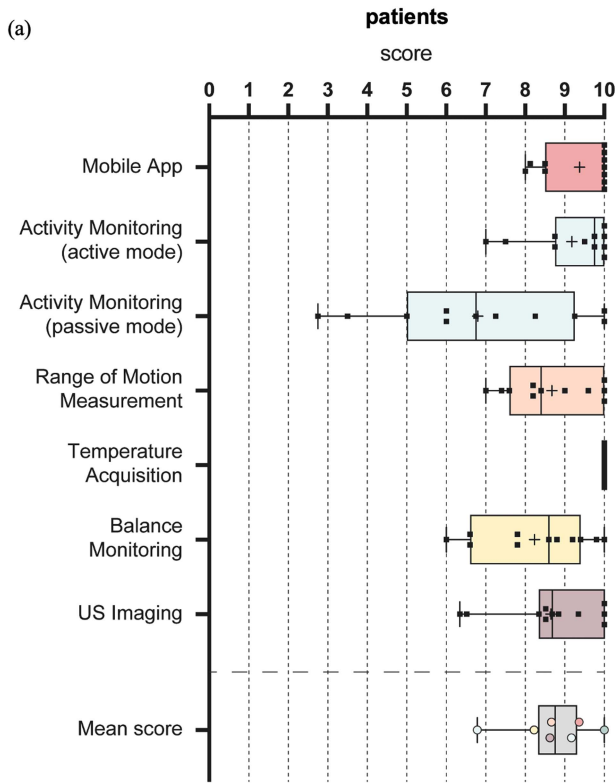 (a)
patients
score
0 1 2 3 4 5 6 7 8 9 10
Mobile App
Activity Monitoring
(active mode)
Activity Monitoring
(passive mode)
Range of Motion
Measurement
Temperature
Acquisition
Balance
Monitoring
US Imaging
Mean score